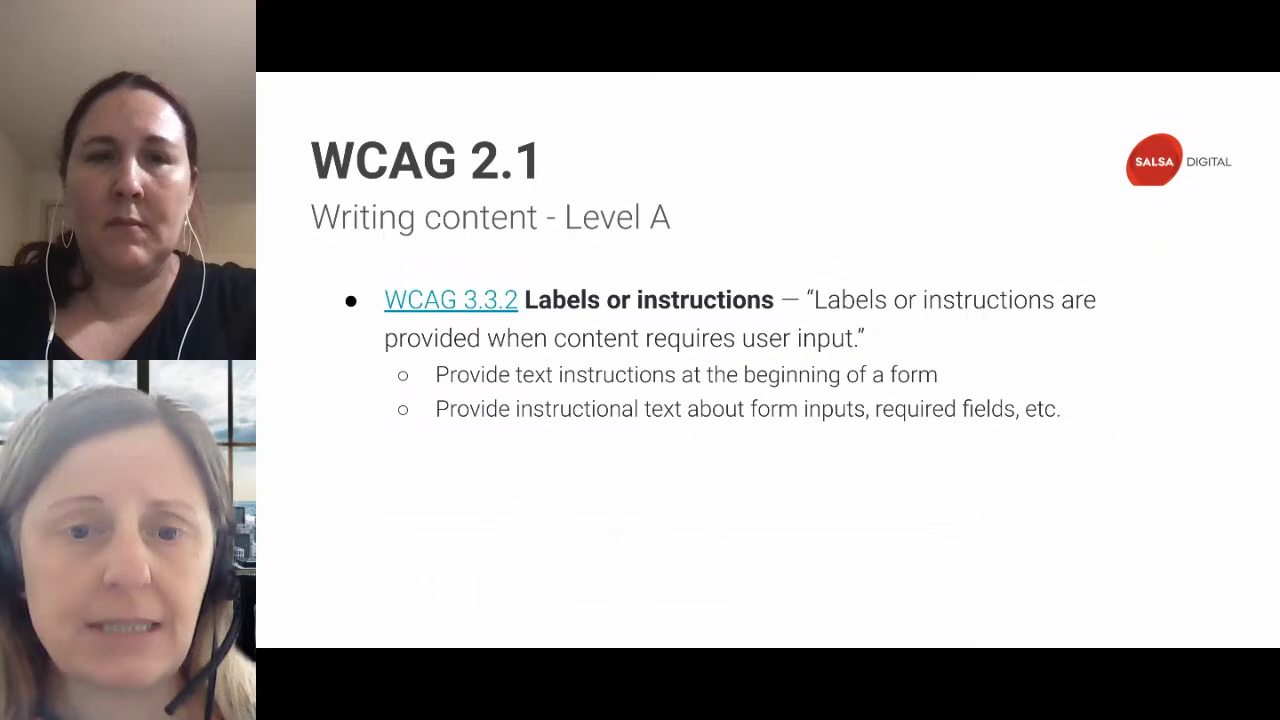 WCAG 2.1
SALSA DIGITAL
Writing content - Level A
● WCAG 3.3.2 Labels or instructions — “Labels or instructions are
provided when content requires user input.”
○ Provide text instructions at the beginning of a form
○ Provide instructional text about form inputs, required fields, etc.